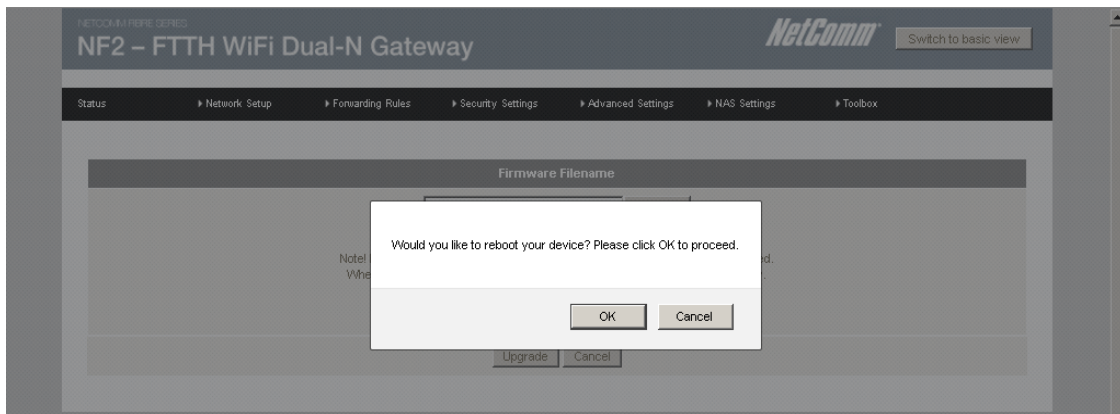 NETCOMM FIBRE SERIES
NF2 – FTTH WiFi Dual-N Gateway
NetComm
Switch to basic view
Status
Network Setup
Forwarding Rules
Security Settings
Advanced Settings
NAS Settings
Toolbox
Firmware Filename
Would you like to reboot your device? Please click OK to proceed.
Note!
OK
Cancel
Upgrade
Cancel